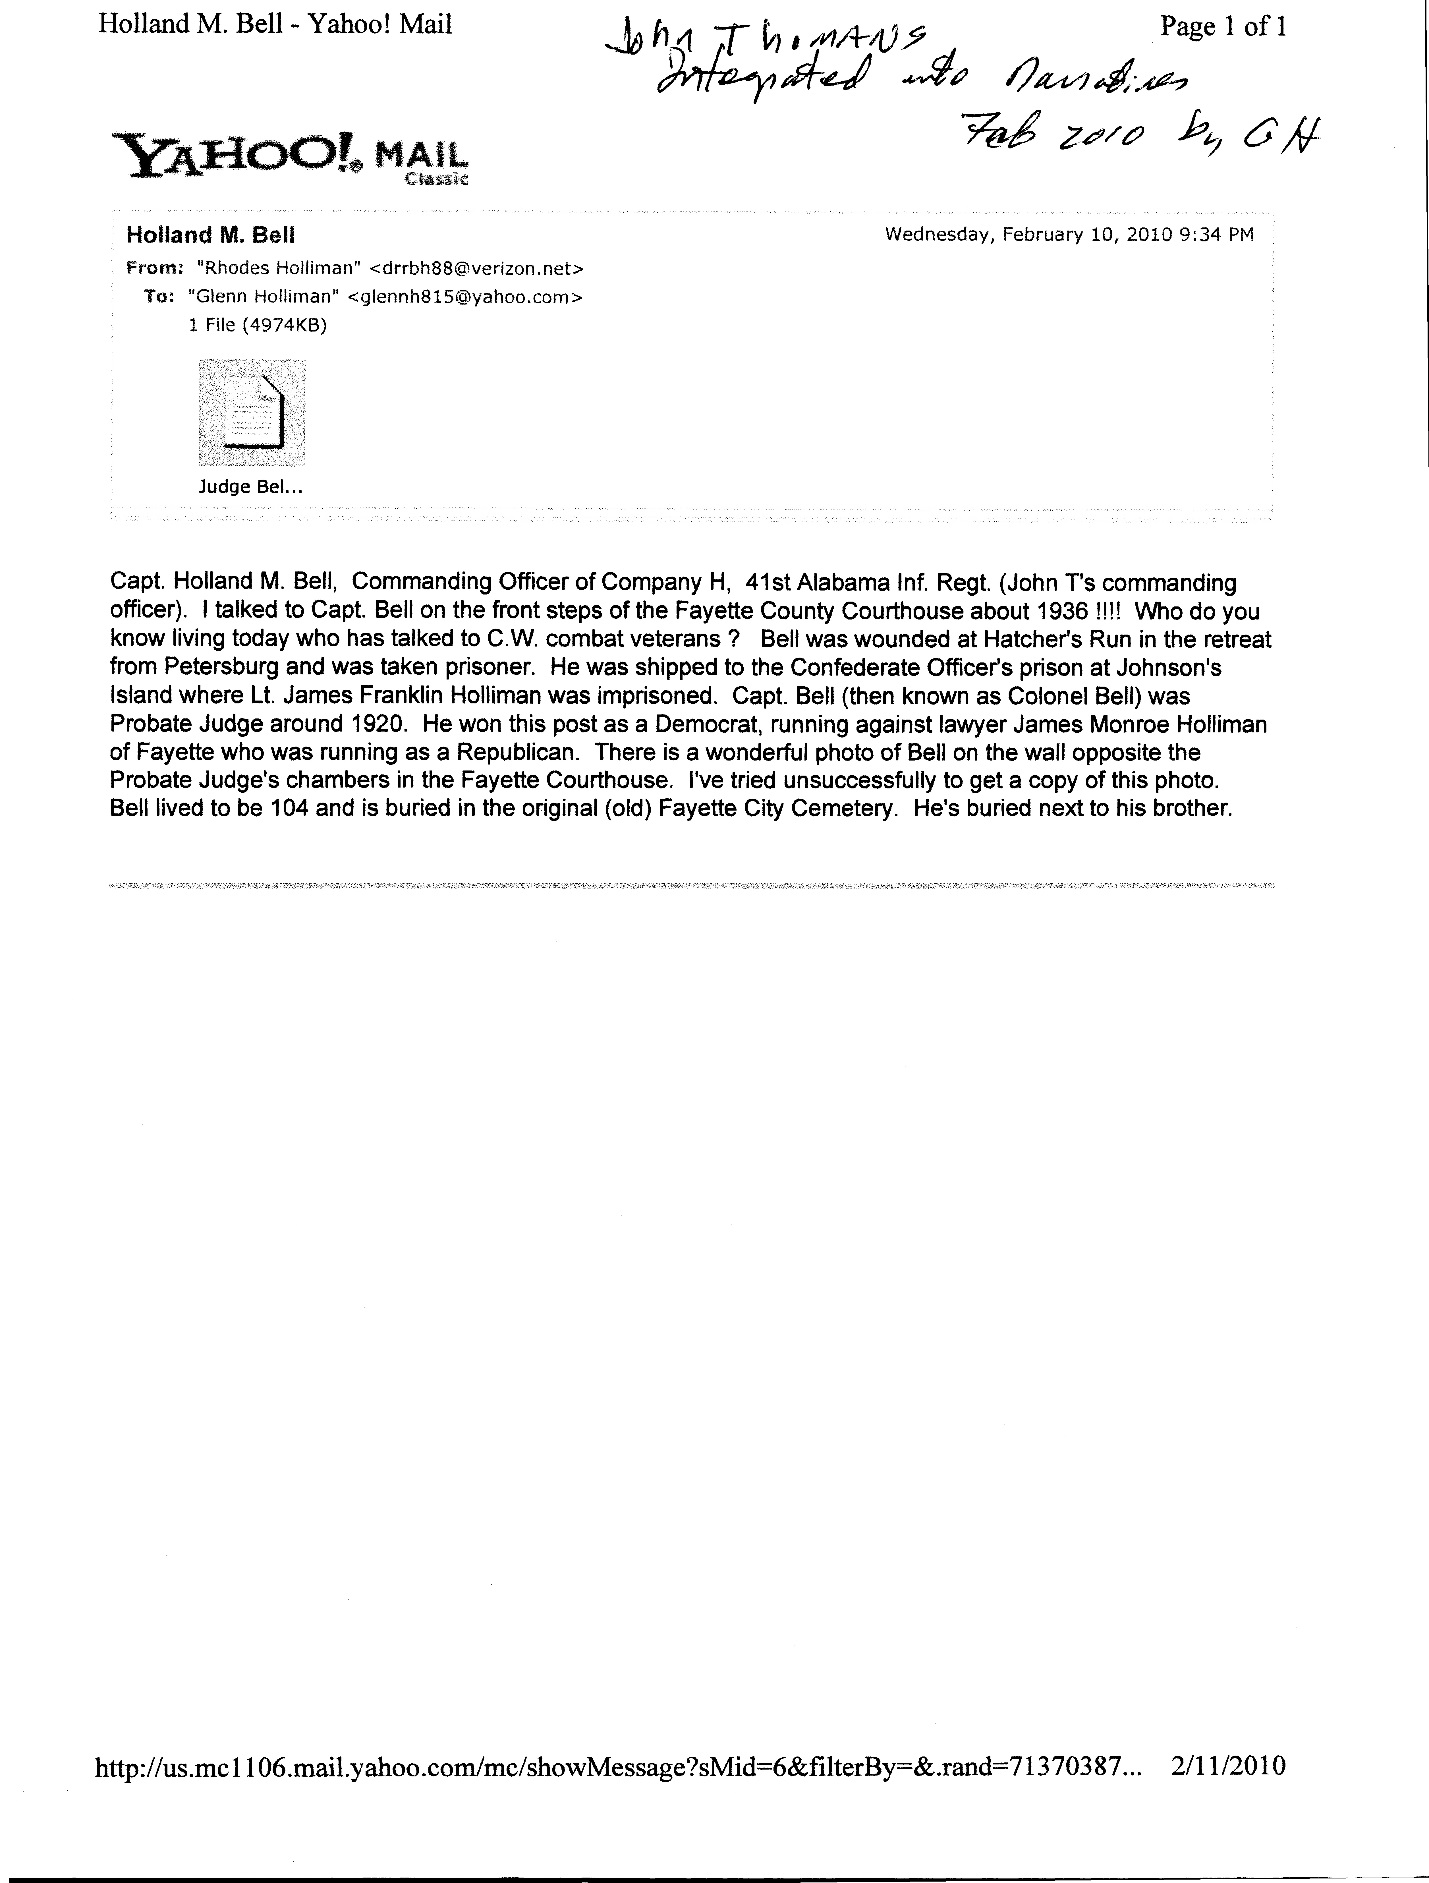 Holland M. Bell - Yahoo! Mail
Page 1 of 1
John Thomas
Integrated into Narratives
Feb 2010 by GH
YAHOO! MAIL
Classic
Holland M. Bell
Wednesday, February 10, 2010 9:34 PM
From: "Rhodes Holliman" <drrbh88@verizon.net>
To: "Glenn Holliman" <glennh815@yahoo.com>
1 File (4974KB)
Judge Bel...
Capt. Holland M. Bell, Commanding Officer of Company H, 41st Alabama Inf. Regt. (John T's commanding
officer). I talked to Capt. Bell on the front steps of the Fayette County Courthouse about 1936 !!!! Who do you
know living today who has talked to C.W. combat veterans ? Bell was wounded at Hatcher's Run in the retreat
from Petersburg and was taken prisoner. He was shipped to the Confederate Officer's prison at Johnson's
Island where Lt. James Franklin Holliman was imprisoned. Capt. Bell (then known as Colonel Bell) was
Probate Judge around 1920. He won this post as a Democrat, running against lawyer James Monroe Holliman
of Fayette who was running as a Republican. There is a wonderful photo of Bell on the wall opposite the
Probate Judge's chambers in the Fayette Courthouse. I've tried unsuccessfully to get a copy of this photo.
Bell lived to be 104 and is buried in the original (old) Fayette City Cemetery. He's buried next to his brother.
http://us.mc1106.mail.yahoo.com/mc/showMessage?sMid=6&filterBy=&.rand=71370387... 2/11/2010